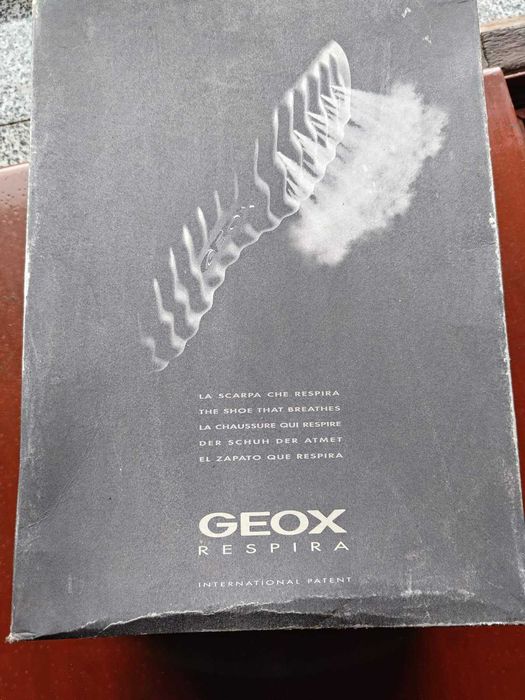 GEOX
LA SCARPA CHE RESPIRA
THE SHOE THAT BREATHES
LA CHAUSSURE QUI RESPIRE
DER SCHUH DER ATMET
EL ZAPATO QUE RESPIRA
GEOX
RESPIRA
INTERNATIONAL PATENT